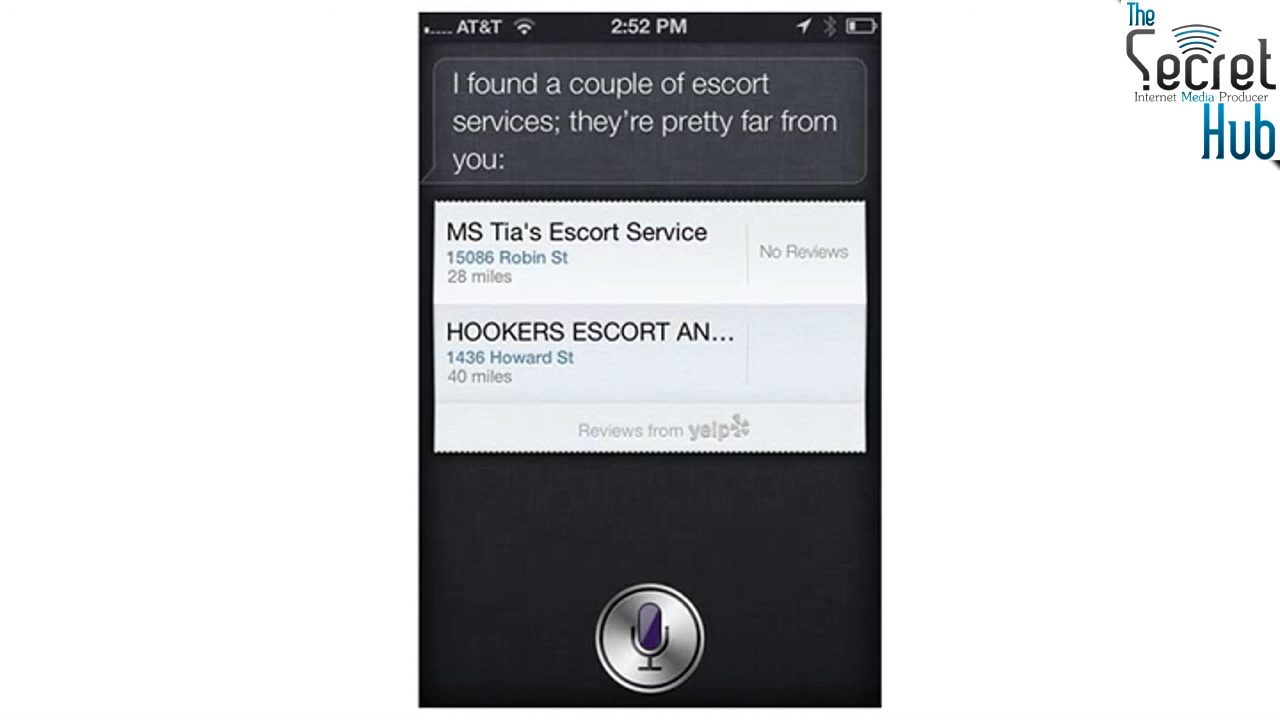 ..... AT&T
2:52 PM
I found a couple of escort
services; they're pretty far from
you:
MS Tia's Escort Service
15086 Robin St
28 miles
No Reviews
HOOKERS ESCORT AN...
1436 Howard St
40 miles
Reviews from yelp
The
Secret
Internet Media Producer
Hub